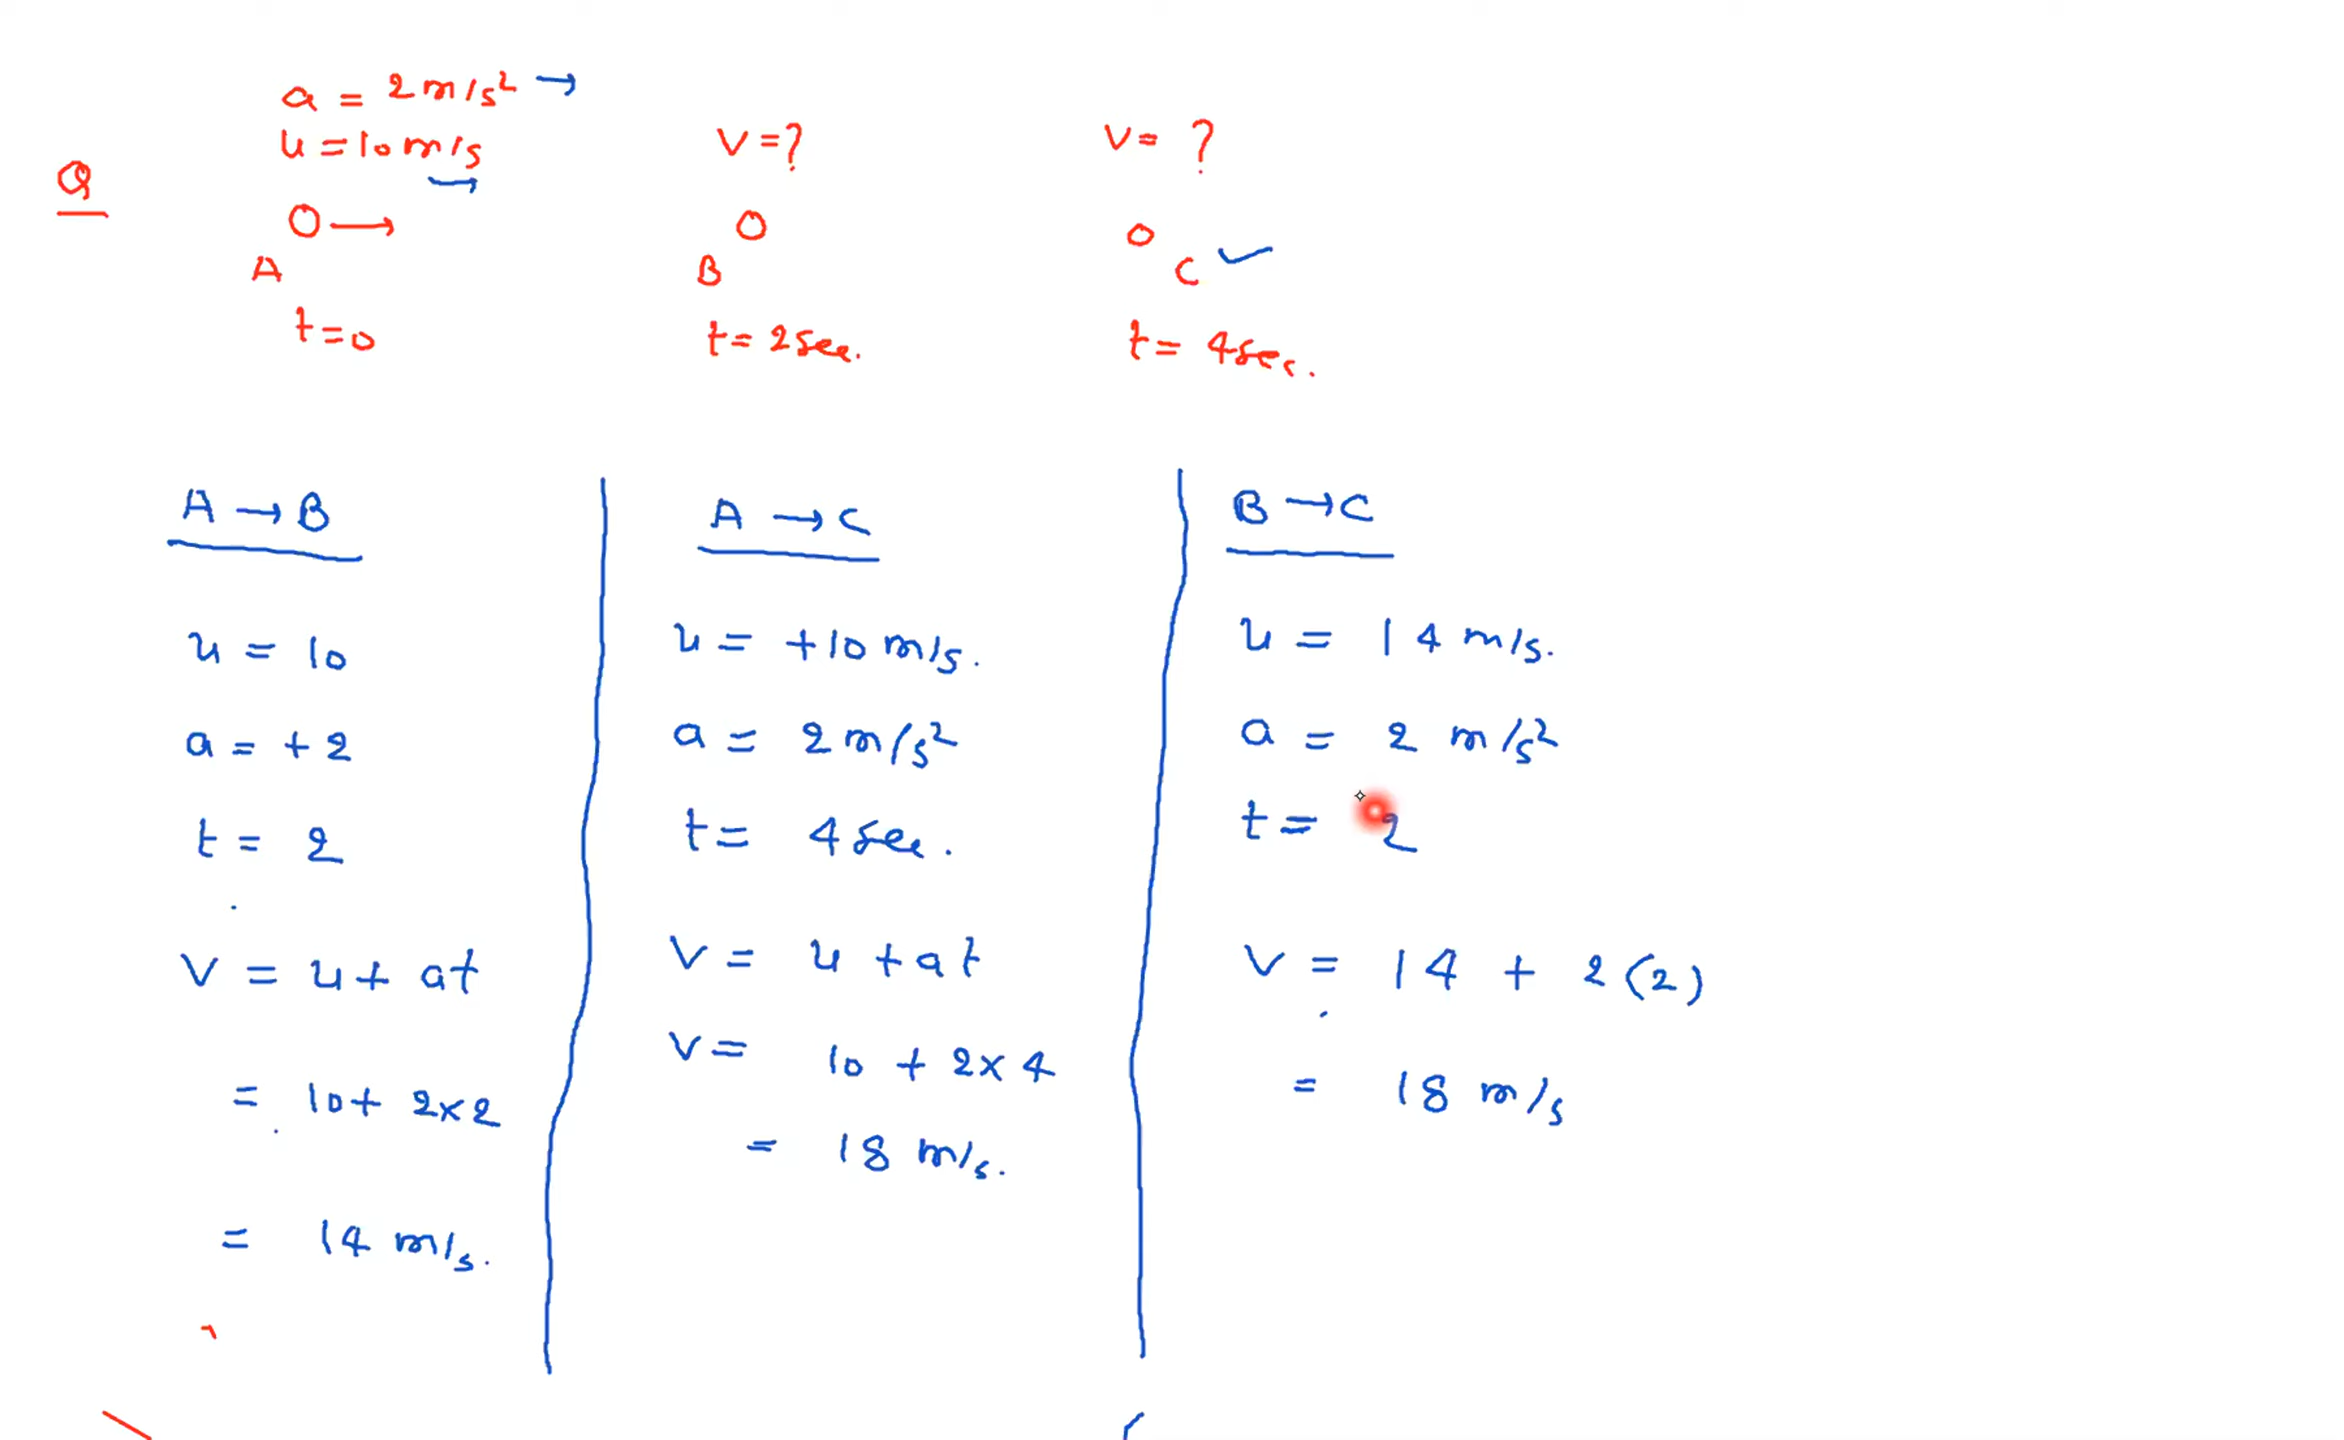 a = 2 m/s² →
u = 10 m/s
→
Q
v = ?
v = ?
O →
O
O
A
B
C ✓
t = 0
t = 2 sec.
t = 4 sec.
A → B
u = 10
a = + 2
t = 2
v = u + at
= 10 + 2 × 2
= 14 m/s.
A → C
u = + 10 m/s.
a = 2 m/s²
t = 4 sec.
v = u + at
v = 10 + 2 × 4
= 18 m/s.
B → C
u = 14 m/s.
a = 2 m/s²
t = 2
v = 14 + 2 (2)
= 18 m/s